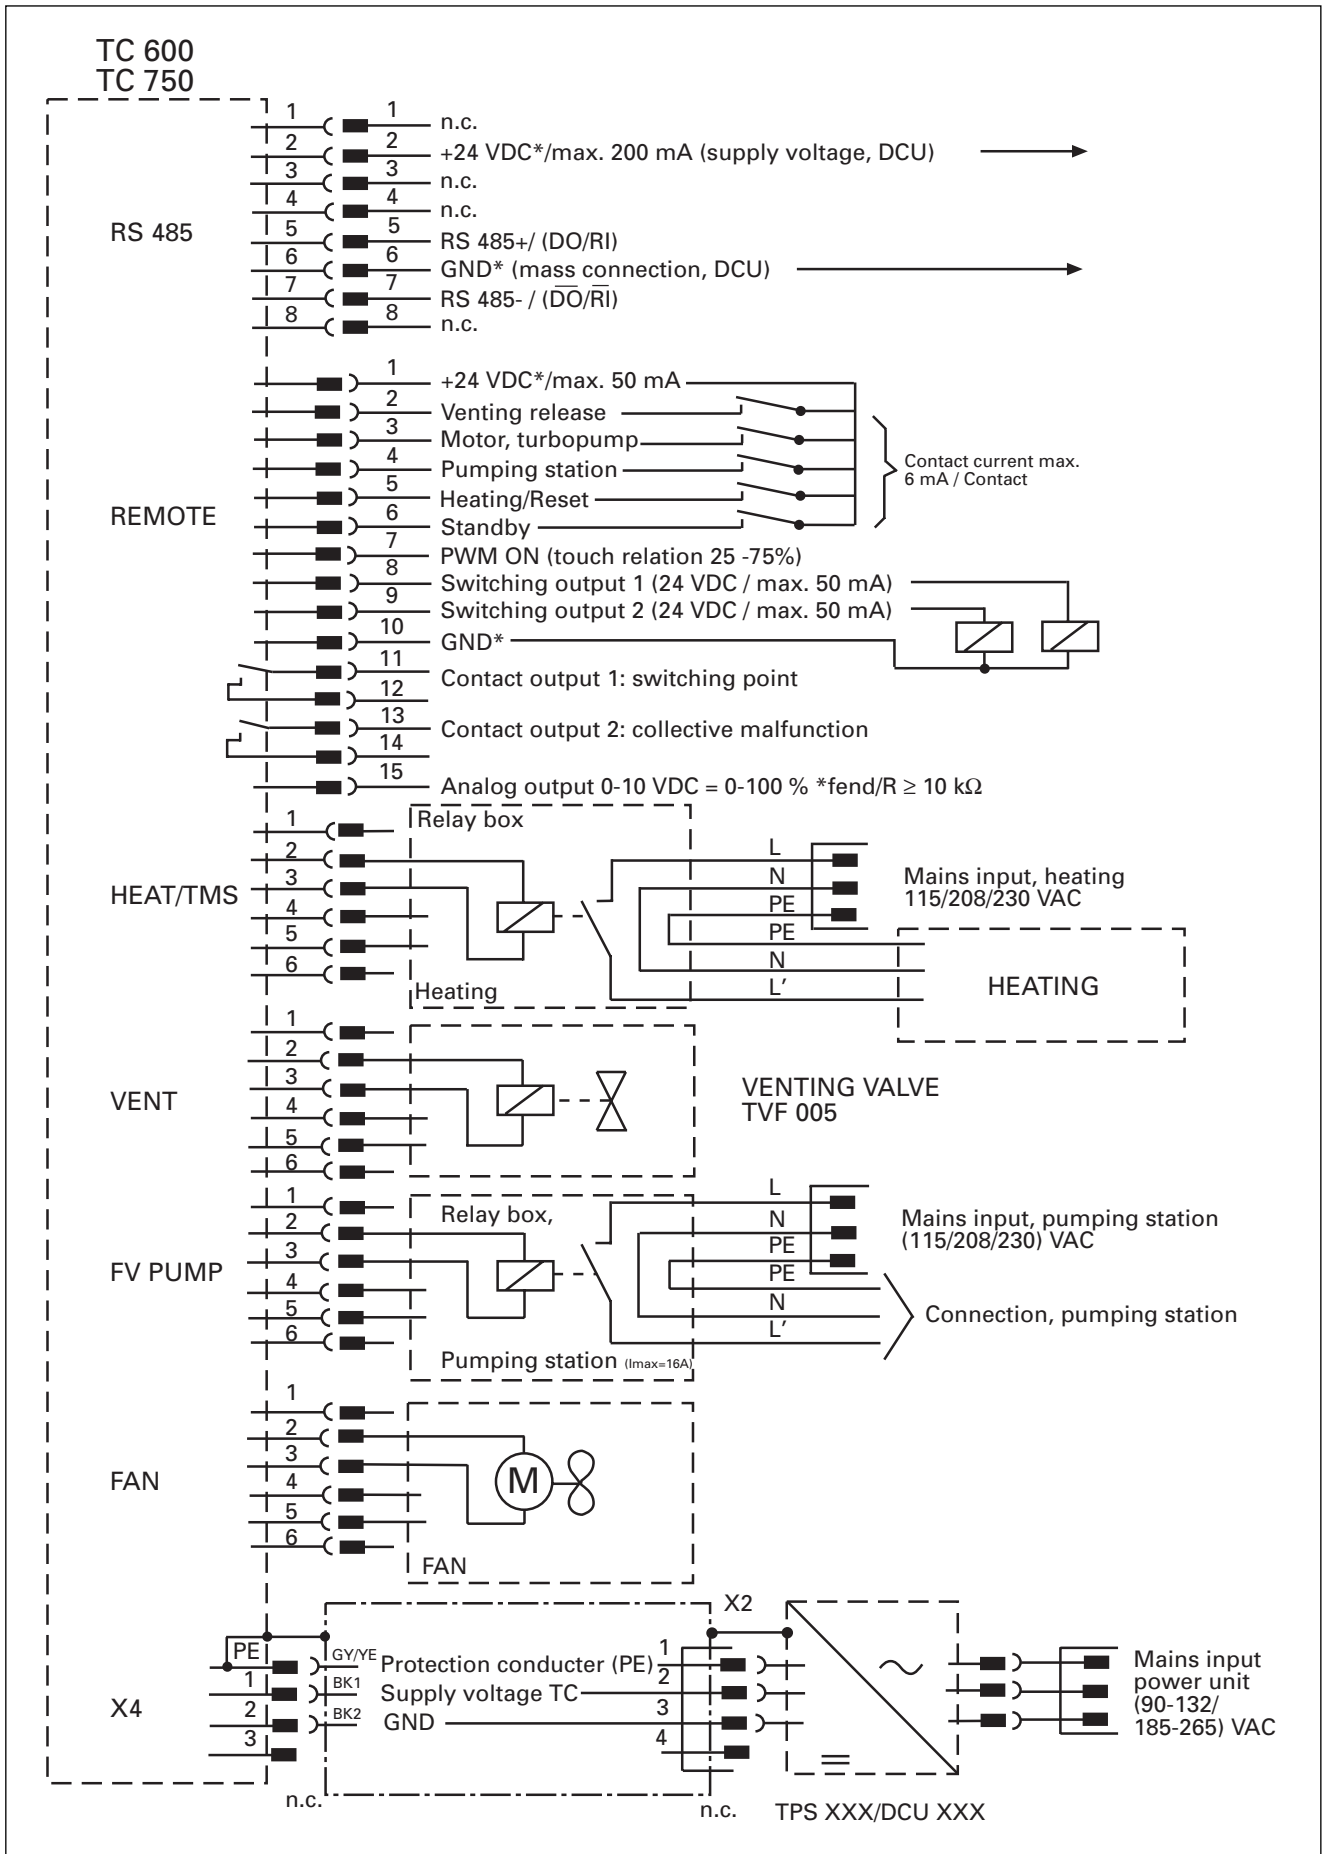 TC 600
TC 750
RS 485
1 1 n.c.
2 2 +24 VDC*/max. 200 mA (supply voltage, DCU)
3 3 n.c.
4 4 n.c.
5 5 RS 485+/ (DO/RI)
6 6 GND* (mass connection, DCU)
7 7 RS 485- / (D̅O̅/R̅I̅)
8 8 n.c.
REMOTE
1 +24 VDC*/max. 50 mA
2 Venting release
3 Motor, turbopump
4 Pumping station
5 Heating/Reset
6 Standby
Contact current max.
6 mA / Contact
7 PWM ON (touch relation 25 -75%)
8 Switching output 1 (24 VDC / max. 50 mA)
9 Switching output 2 (24 VDC / max. 50 mA)
10 GND*
11
Contact output 1: switching point
12
13
Contact output 2: collective malfunction
14
15 Analog output 0-10 VDC = 0-100 % *fend/R ≥ 10 kΩ
HEAT/TMS
1
2
3
4
5
6
Relay box
Heating
L
N
PE
PE
N
L′
Mains input, heating
115/208/230 VAC
HEATING
VENT
1
2
3
4
5
6
VENTING VALVE
TVF 005
FV PUMP
1
2
3
4
5
6
Relay box,
Pumping station (Imax=16A)
L
N
PE
PE
N
L′
Mains input, pumping station
(115/208/230) VAC
Connection, pumping station
FAN
1
2
3
4
5
6
M
FAN
X4
PE
1
2
3
n.c.
GY/YE
BK1
BK2
Protection conducter (PE)
Supply voltage TC
GND
X2
1
2
3
4
n.c.
TPS XXX/DCU XXX
Mains input
power unit
(90-132/
185-265) VAC